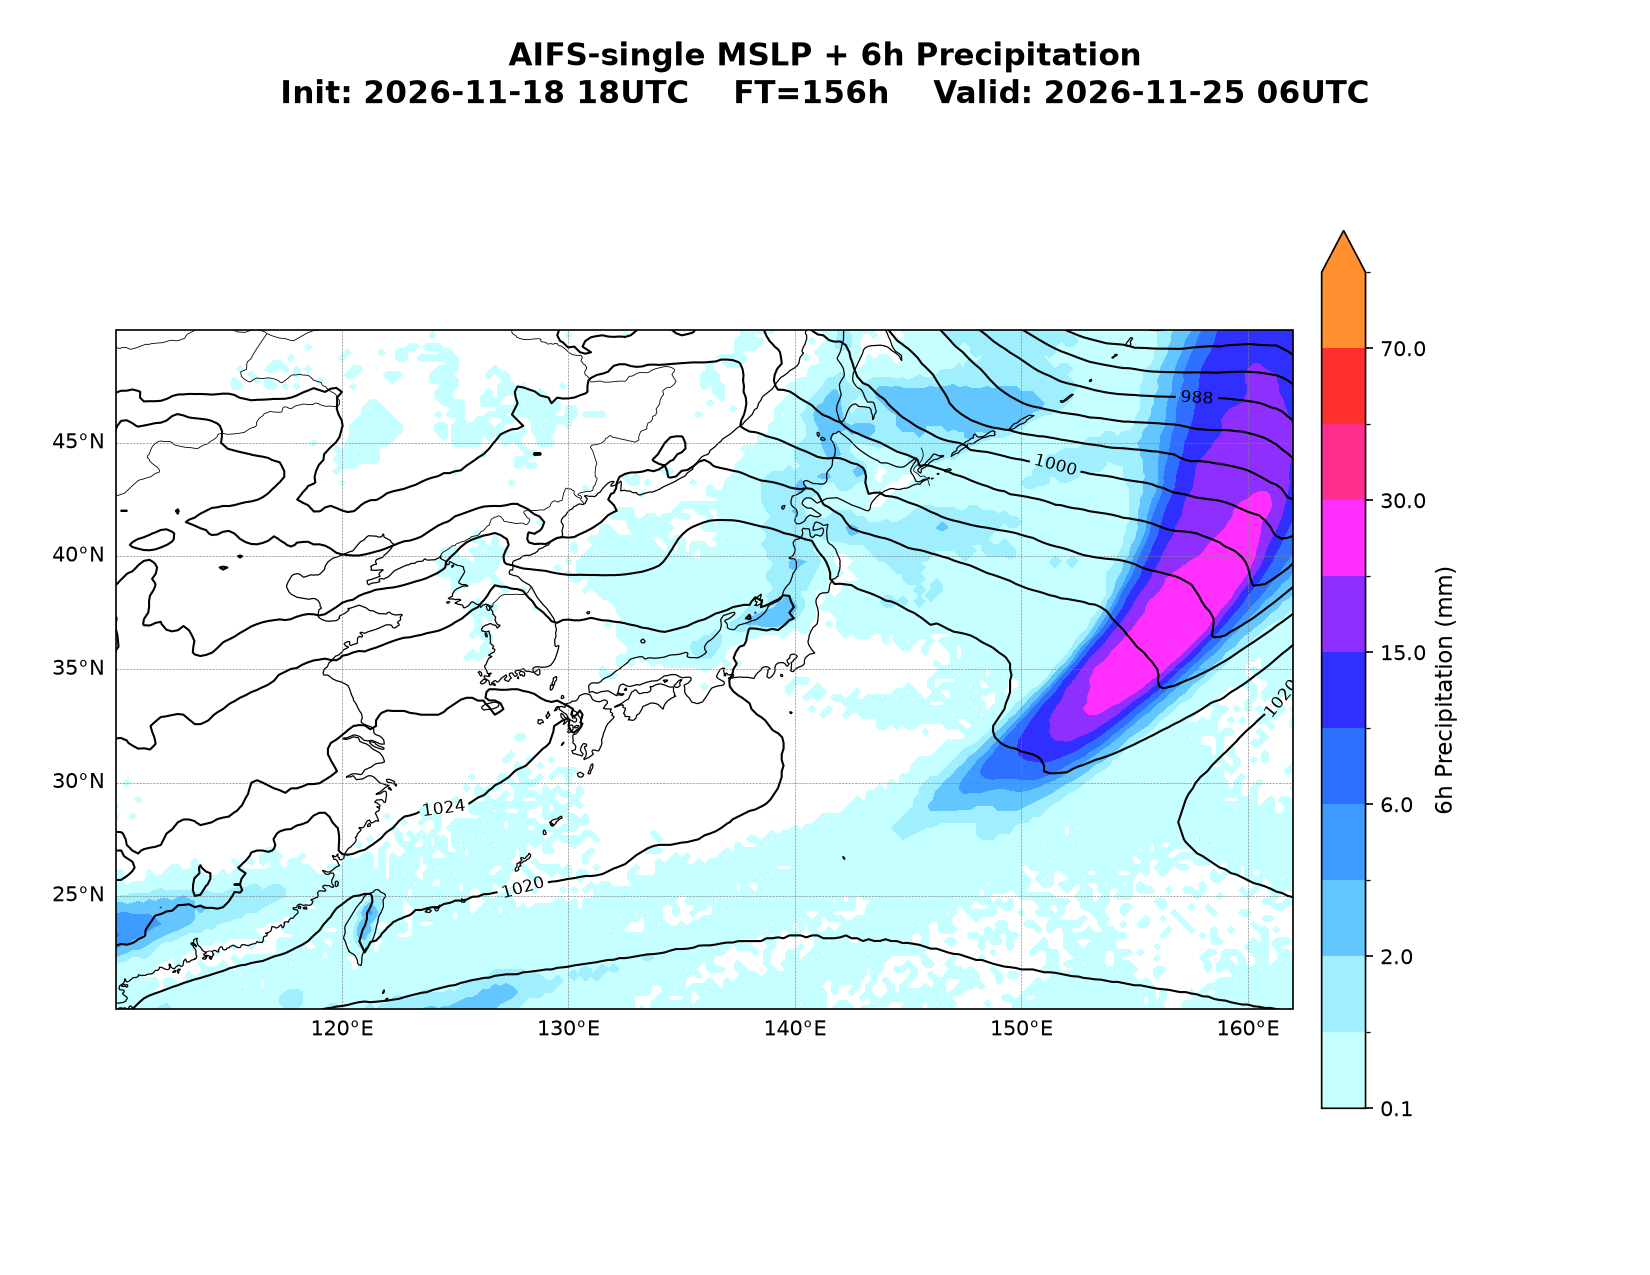 AIFS-single MSLP + 6h Precipitation
Init: 2026-11-18 18UTC    FT=156h    Valid: 2026-11-25 06UTC
988
1000
1020
1024
1020
45°N
40°N
35°N
30°N
25°N
120°E
130°E
140°E
150°E
160°E
70.0
30.0
15.0
6.0
2.0
0.1
6h Precipitation (mm)